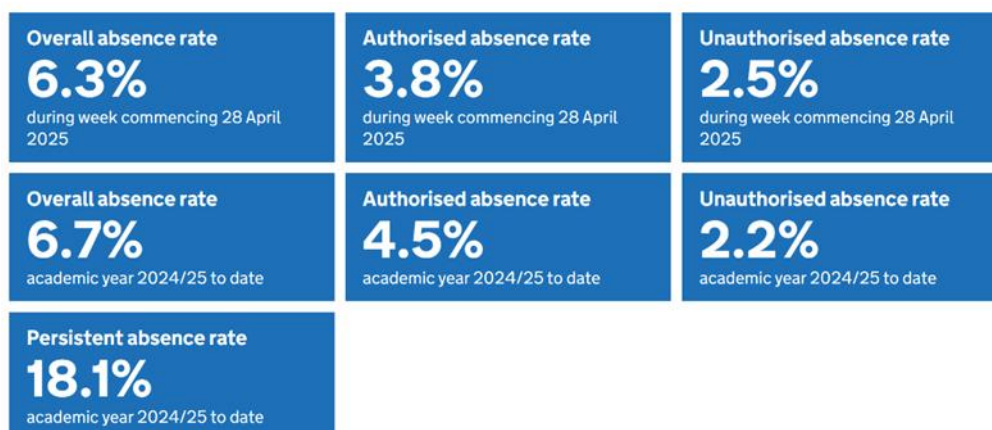 Overall absence rate
6.3%
during week commencing 28 April
2025
Authorised absence rate
3.8%
during week commencing 28 April
2025
Unauthorised absence rate
2.5%
during week commencing 28 April
2025
Overall absence rate
6.7%
academic year 2024/25 to date
Authorised absence rate
4.5%
academic year 2024/25 to date
Unauthorised absence rate
2.2%
academic year 2024/25 to date
Persistent absence rate
18.1%
academic year 2024/25 to date